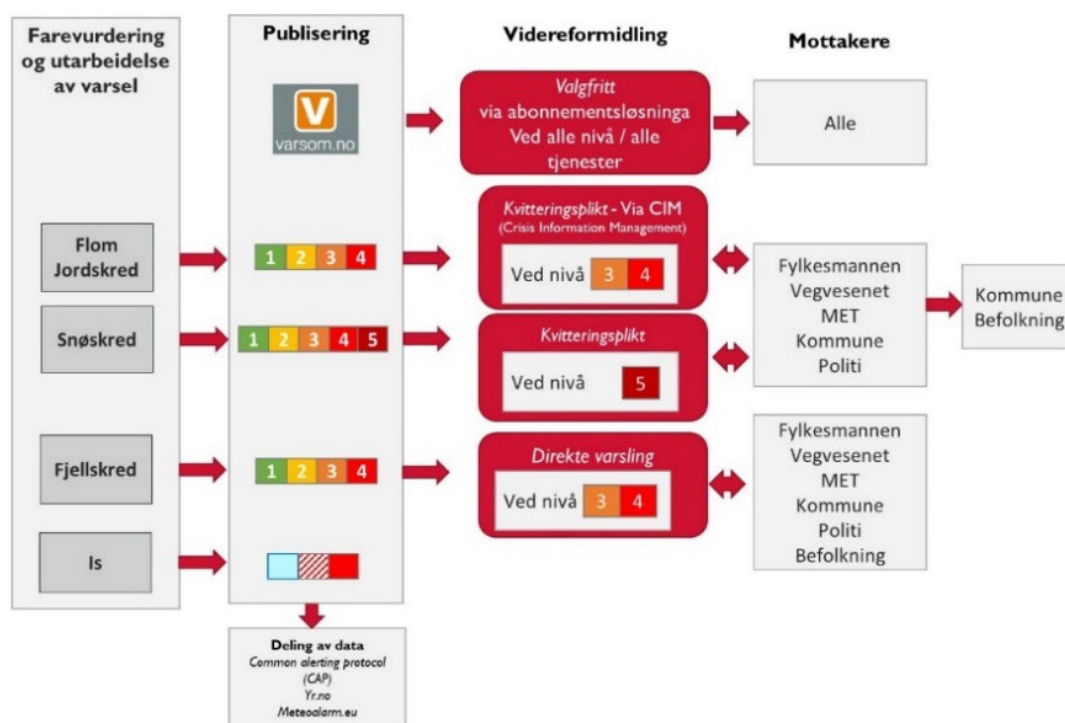 Farevurdering
og utarbeidelse
av varsel
Publisering
Videreformidling
Mottakere
V
varsom.no
Valgfritt
via abonnementsløsninga
Ved alle nivå / alle
tjenester
Alle
Flom
Jordskred
1 2 3 4
Kvitteringsplikt - Via CIM
(Crisis Information Management)
Ved nivå 3 4
Fylkesmannen
Vegvesenet
MET
Kommune
Politi
Kommune
Befolkning
Snøskred
1 2 3 4 5
Kvitteringsplikt
Ved nivå 5
Fjellskred
1 2 3 4
Direkte varsling
Ved nivå 3 4
Fylkesmannen
Vegvesenet
MET
Kommune
Politi
Befolkning
Is
Deling av data
Common alerting protocol
(CAP)
Yr.no
Meteoalarm.eu